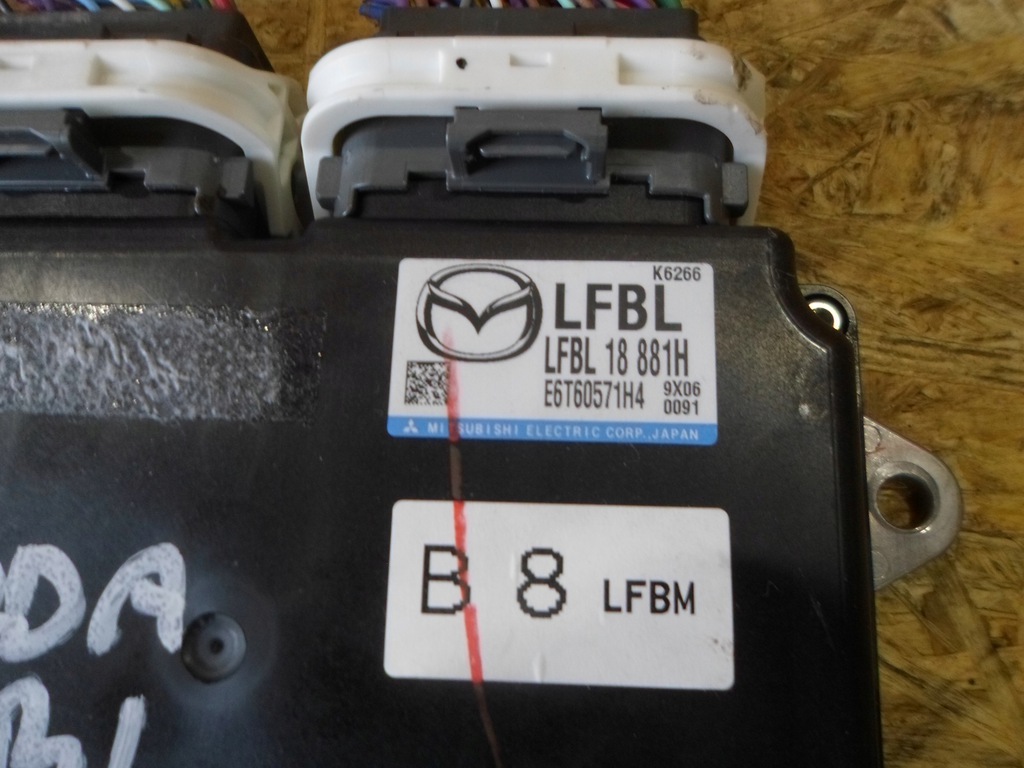 K6266
LFBL
LFBL 18 881H
E6T60571H4 9X06
0091
MITSUBISHI ELECTRIC CORP., JAPAN
B 8 LFBM